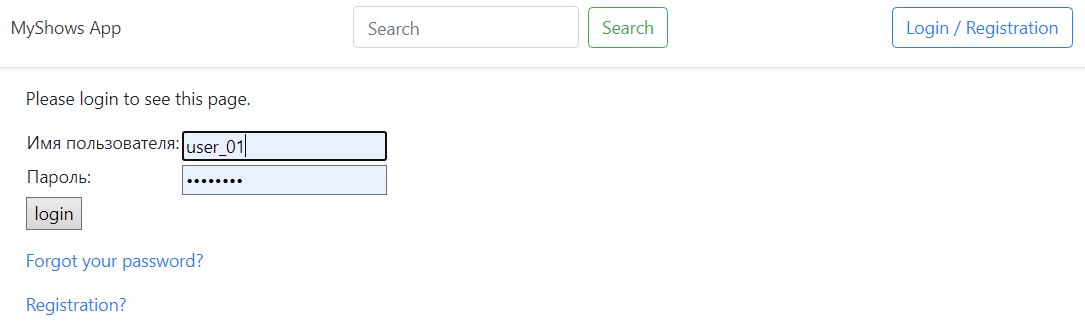 MyShows App Search Search Login / Registration
Please login to see this page.
Имя пользователя: user_01
Пароль: ••••••••
login
Forgot your password?
Registration?